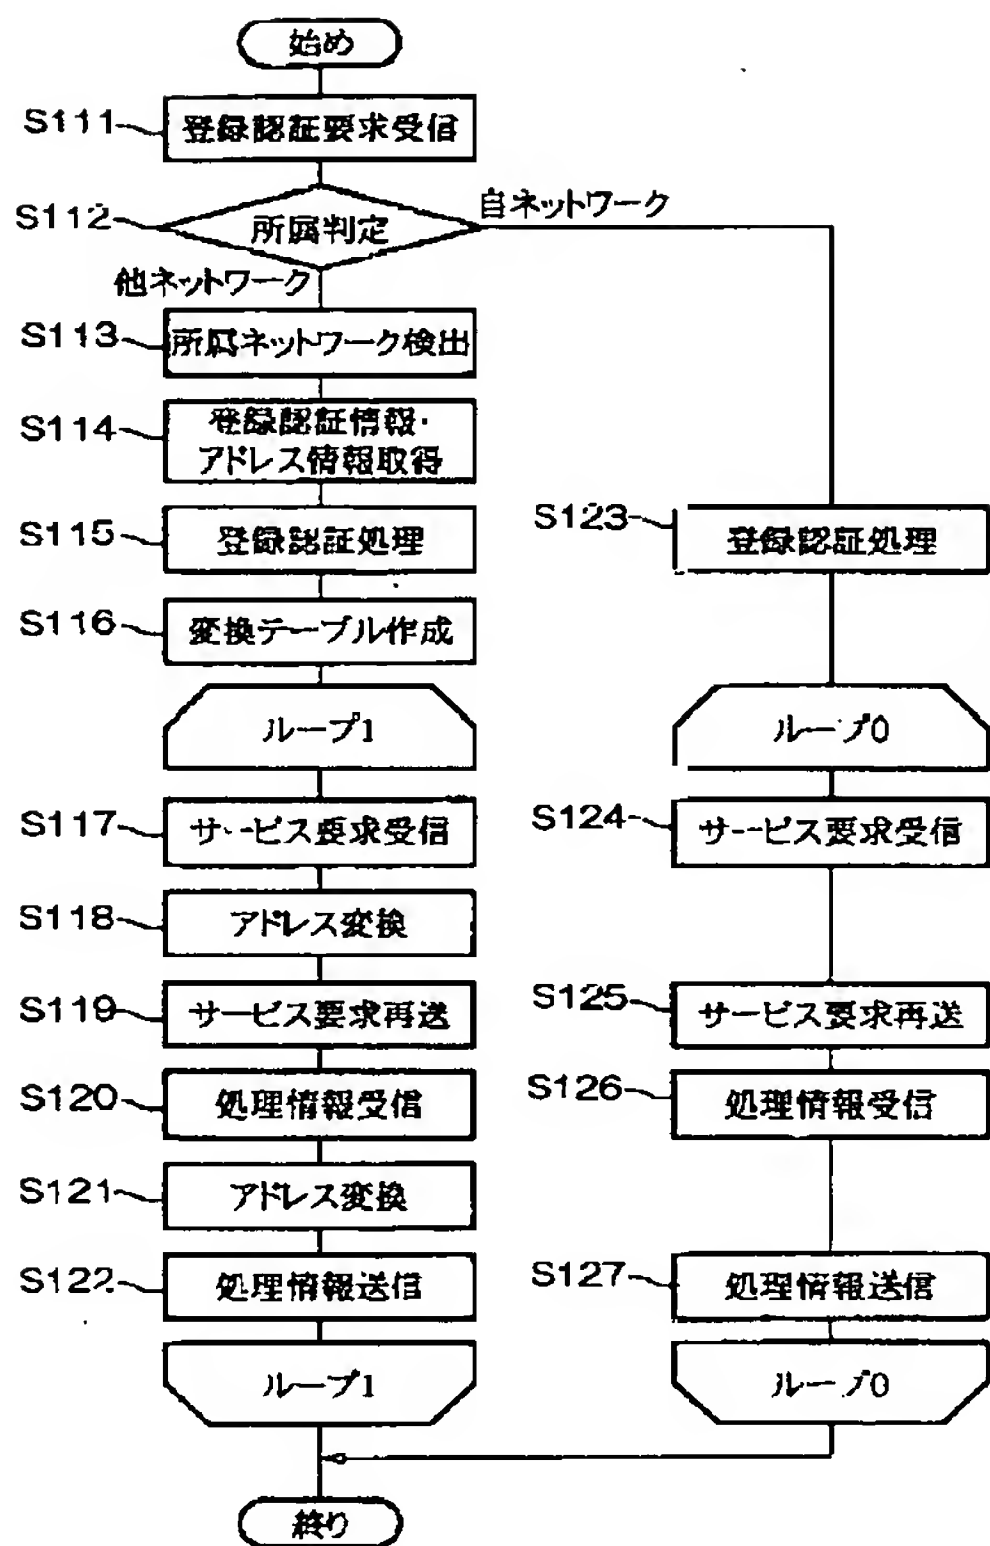 始め
S111
登録認証要求受信
S112
所属判定
自ネットワーク
他ネットワーク
S113
所属ネットワーク検出
S114
登録認証情報・
アドレス情報取得
S115
登録認証処理
S123
登録認証処理
S116
変換テーブル作成
ループ1
ループ0
S117
サービス要求受信
S124
サービス要求受信
S118
アドレス変換
S119
サービス要求再送
S125
サービス要求再送
S120
処理情報受信
S126
処理情報受信
S121
アドレス変換
S122
処理情報送信
S127
処理情報送信
ループ1
ループ0
終り